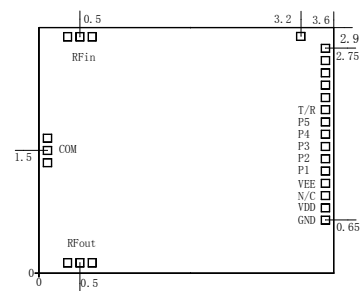 0.5
3.2
3.6
2.9
RFin
2.75
T/R
P5
P4
1.5
COM
P3
P2
P1
VEE
N/C
VDD
GND
0.65
RFout
0
0
0.5